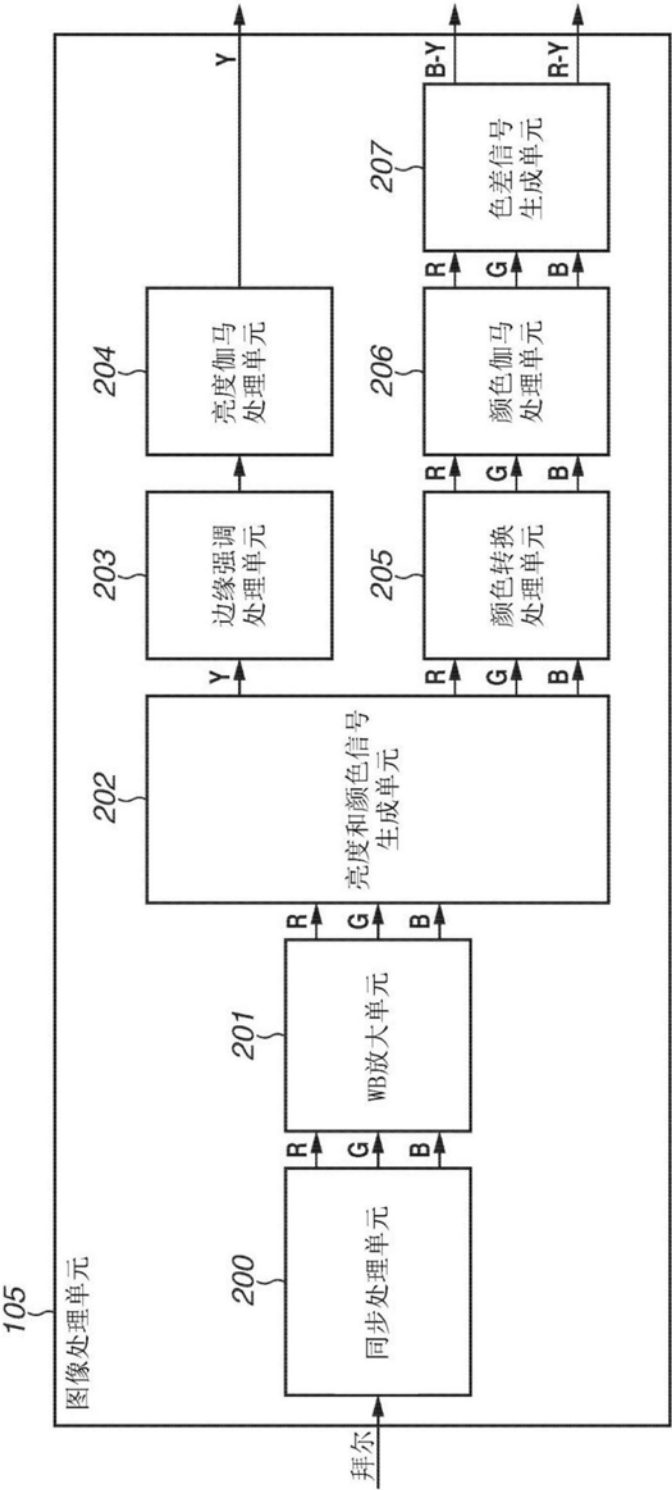 105
图像处理单元
拜尔
200
同步处理单元
R
G
B
201
WB放大单元
R
G
B
202
亮度和颜色信号
生成单元
Y
203
边缘强调
处理单元
204
亮度伽马
处理单元
Y
R
G
B
205
颜色转换
处理单元
R
G
B
206
颜色伽马
处理单元
R
G
B
207
色差信号
生成单元
B-Y
R-Y